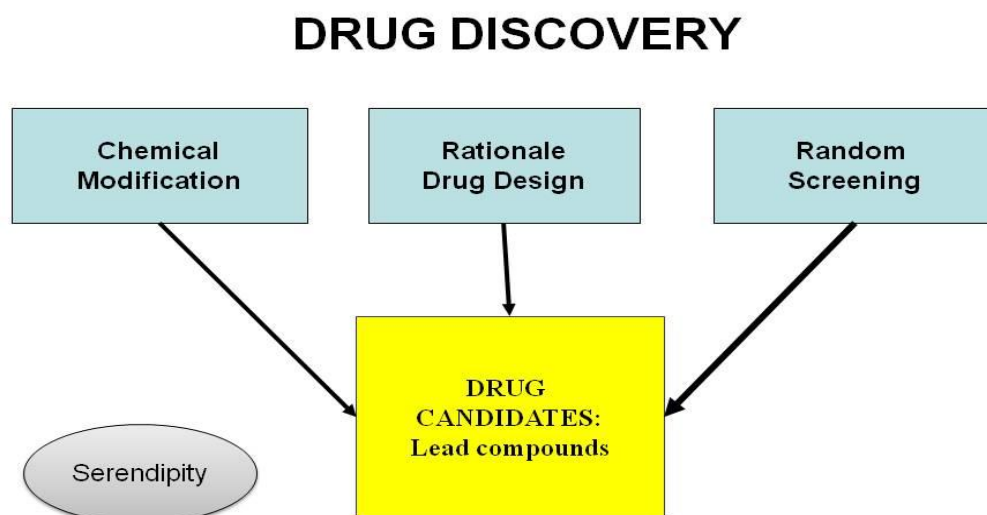 DRUG DISCOVERY
Chemical
Modification
Rationale
Drug Design
Random
Screening
DRUG
CANDIDATES:
Lead compounds
Serendipity